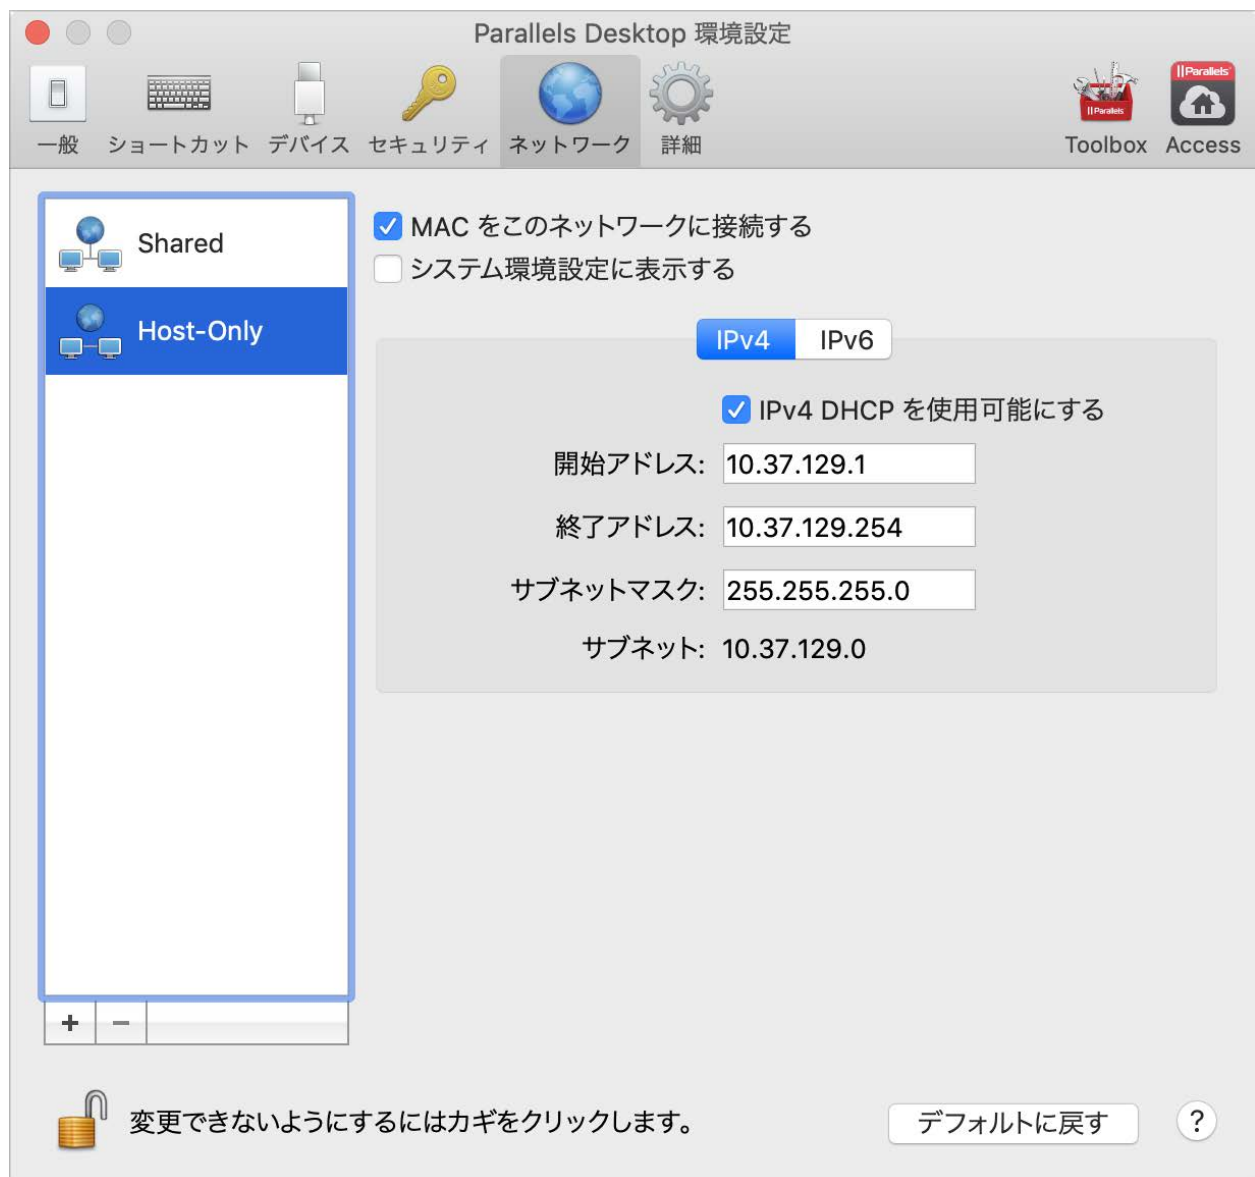 Parallels Desktop 環境設定
一般 ショートカット デバイス セキュリティ ネットワーク 詳細 Toolbox Access
||Parallels
||Parallels®
Shared
Host-Only
MAC をこのネットワークに接続する
システム環境設定に表示する
IPv4 IPv6
IPv4 DHCP を使用可能にする
開始アドレス: 10.37.129.1
終了アドレス: 10.37.129.254
サブネットマスク: 255.255.255.0
サブネット: 10.37.129.0
+ −
変更できないようにするにはカギをクリックします。
デフォルトに戻す ?